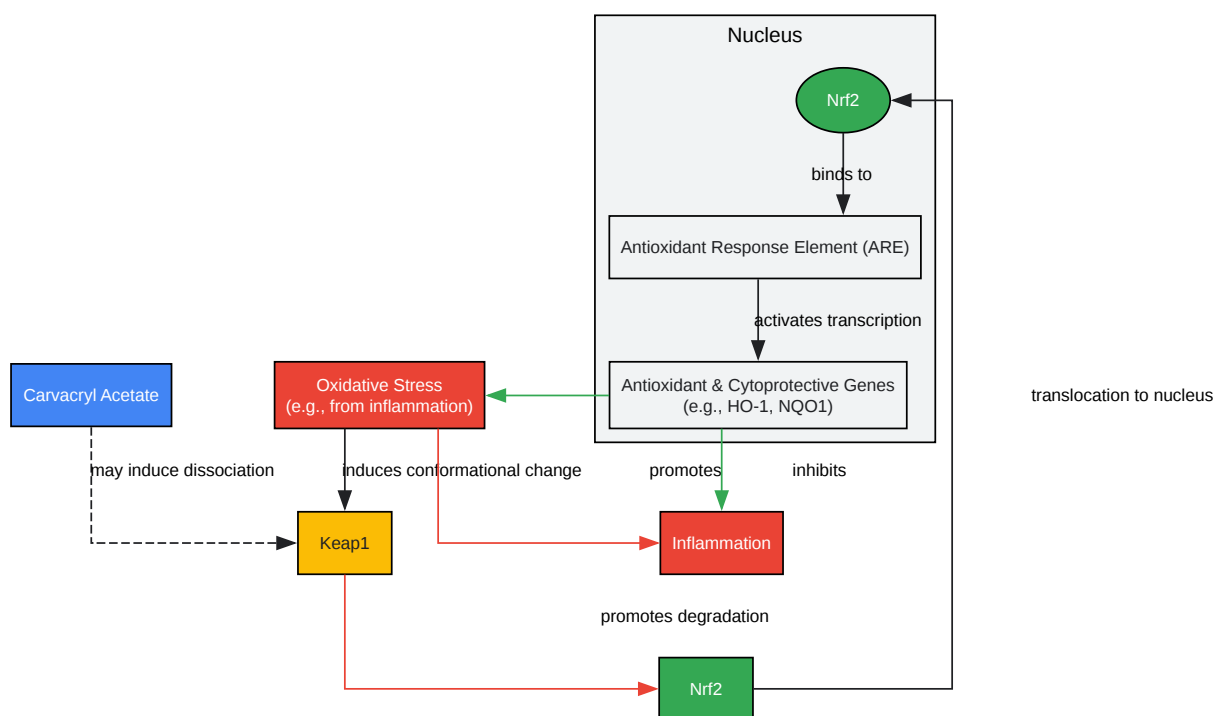 Nucleus
Nrf2
binds to
Antioxidant Response Element (ARE)
activates transcription
Carvacryl Acetate
Oxidative Stress
(e.g., from inflammation)
Antioxidant & Cytoprotective Genes
(e.g., HO-1, NQO1)
translocation to nucleus
may induce dissociation
induces conformational change
promotes
inhibits
Keap1
Inflammation
promotes degradation
Nrf2